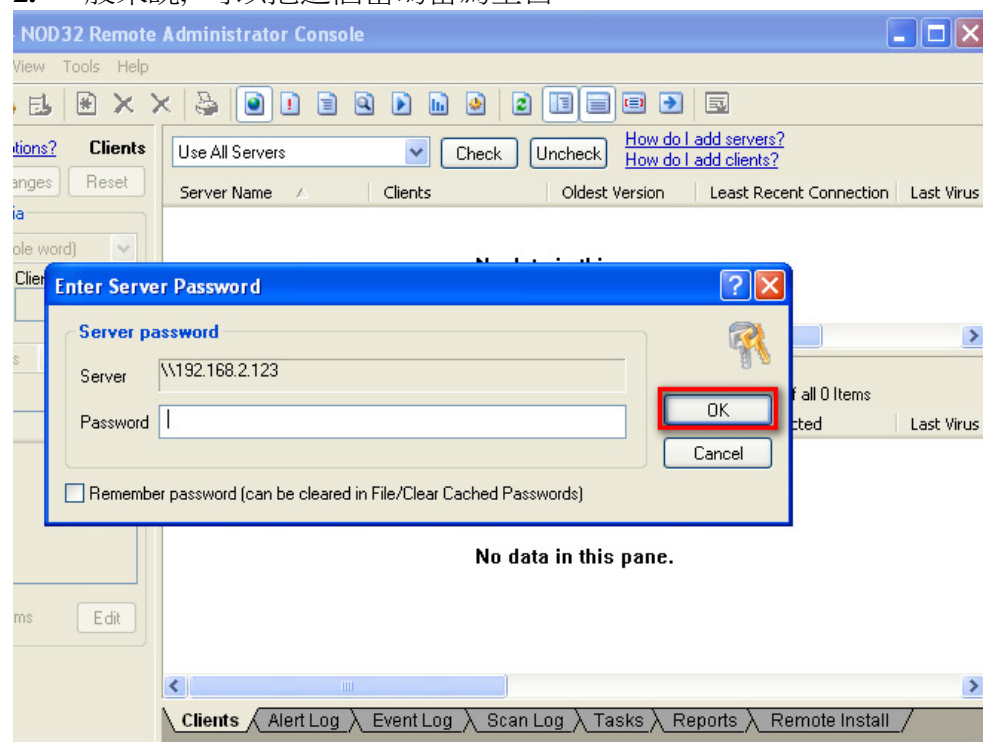 NOD32 Remote Administrator Console
View Tools Help
Clients
Use All Servers
Check
Uncheck
How do I add servers?
How do I add clients?
Reset
Server Name
Clients
Oldest Version
Least Recent Connection
Last Virus
Enter Server Password
Server password
Server
\\192.168.2.123
Password
OK
Cancel
Remember password (can be cleared in File/Clear Cached Passwords)
all 0 Items
Last Virus
No data in this pane.
Edit
Clients
Alert Log
Event Log
Scan Log
Tasks
Reports
Remote Install